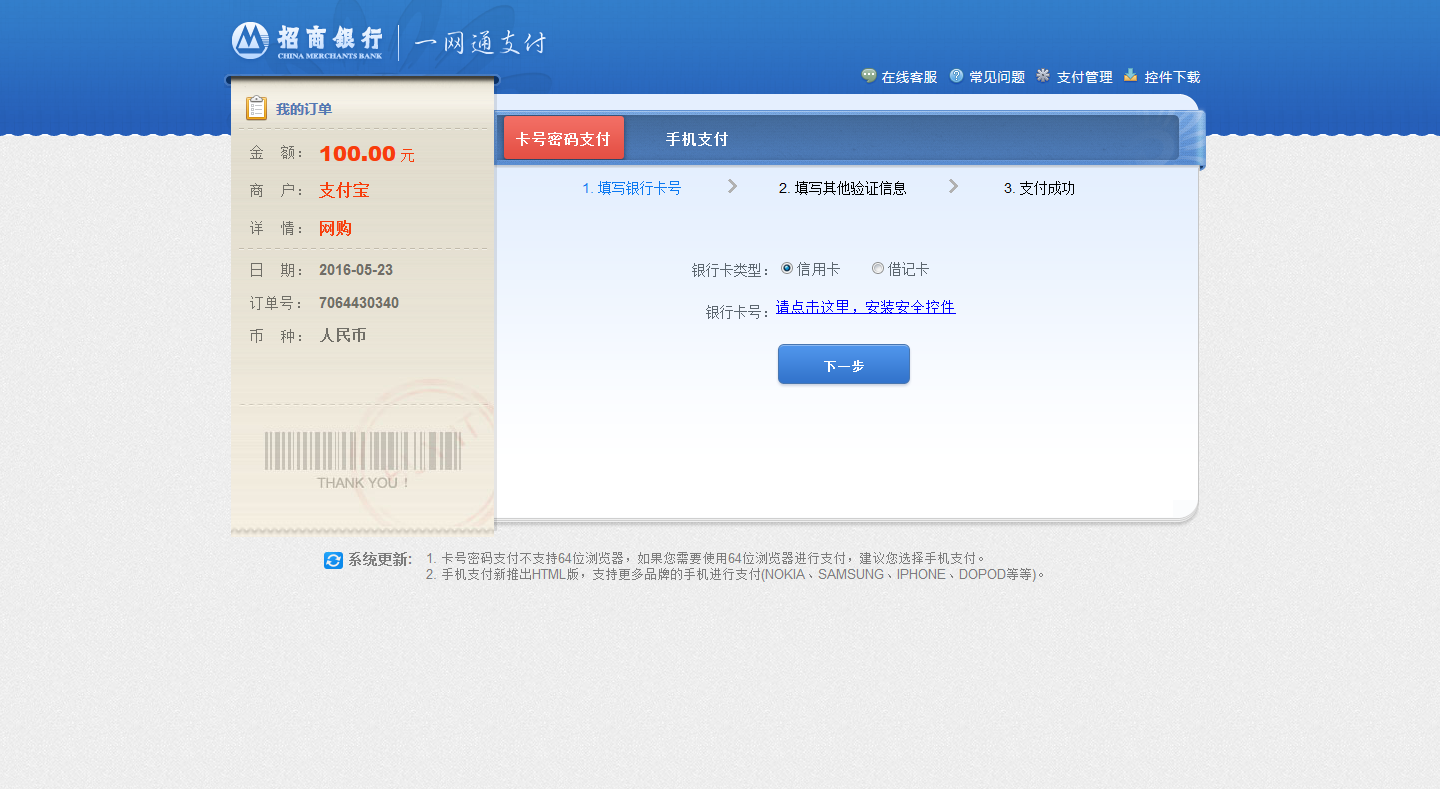 招商银行
CHINA MERCHANTS BANK
一网通支付
在线客服 常见问题 支付管理 控件下载
我的订单
金 额： 100.00 元
商 户： 支付宝
详 情： 网购
日 期： 2016-05-23
订单号： 7064430340
币 种： 人民币
THANK YOU！
卡号密码支付 手机支付
1. 填写银行卡号 2. 填写其他验证信息 3. 支付成功
银行卡类型： 信用卡 借记卡
银行卡号： 请点击这里，安装安全控件
下一步
系统更新: 1. 卡号密码支付不支持64位浏览器，如果您需要使用64位浏览器进行支付，建议您选择手机支付。
2. 手机支付新推出HTML版，支持更多品牌的手机进行支付(NOKIA、SAMSUNG、IPHONE、DOPOD等等)。